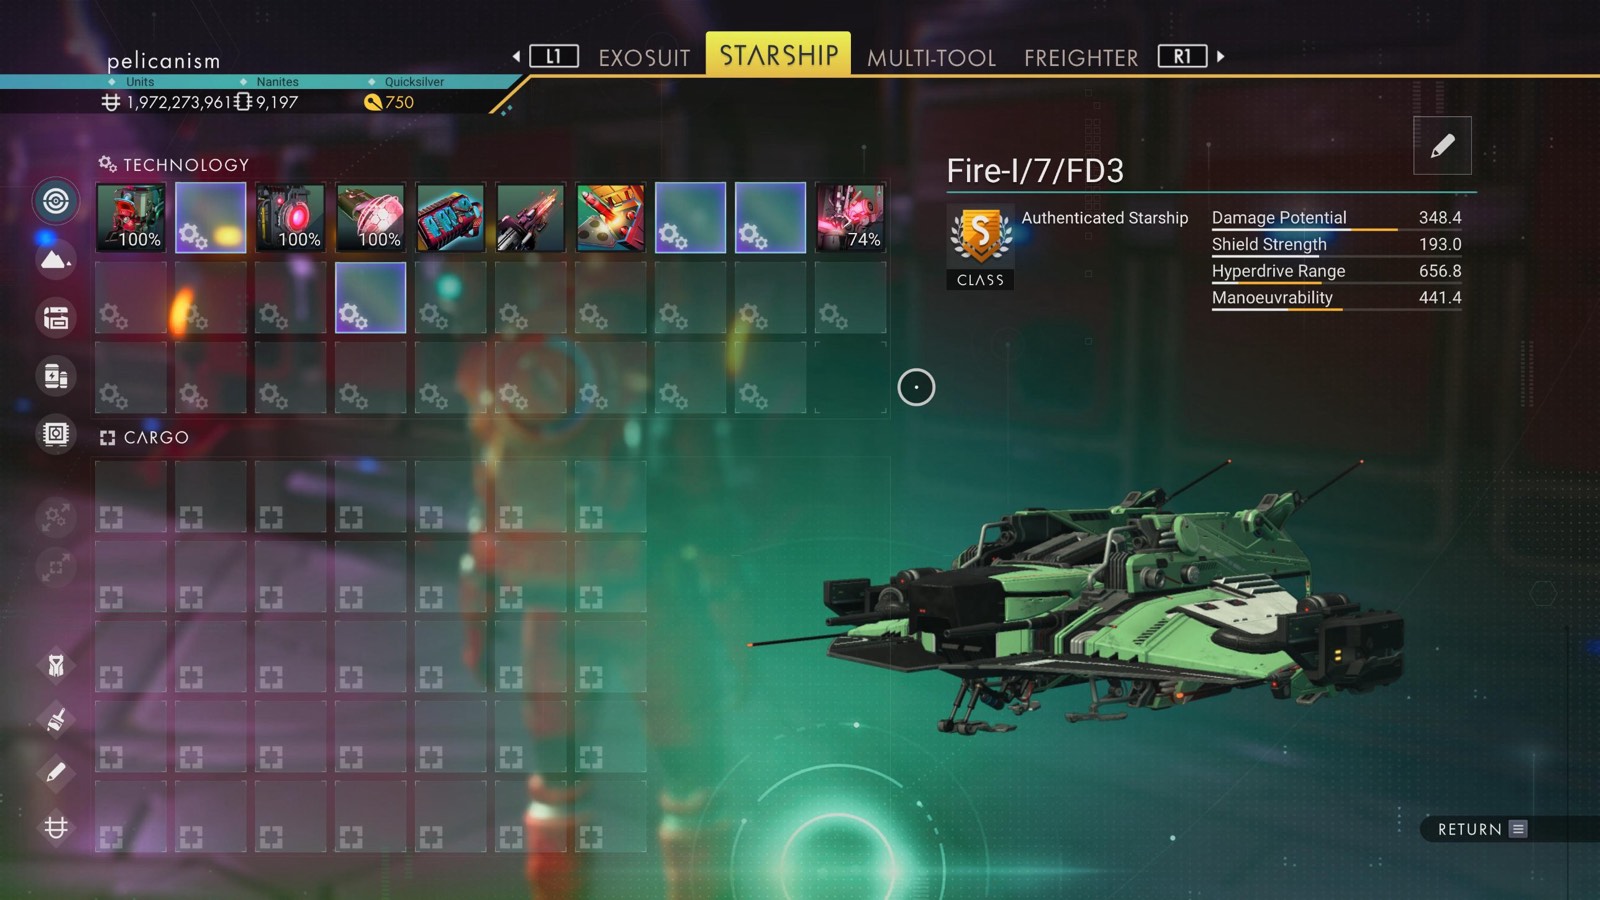 pelicanism
Units Nanites Quicksilver
1,972,273,961 9,197 750
L1 EXOSUIT STARSHIP MULTI-TOOL FREIGHTER R1
TECHNOLOGY
100% 100% 100% 74%
CARGO
Fire-I/7/FD3
S
CLASS
Authenticated Starship
Damage Potential 348.4
Shield Strength 193.0
Hyperdrive Range 656.8
Manoeuvrability 441.4
RETURN